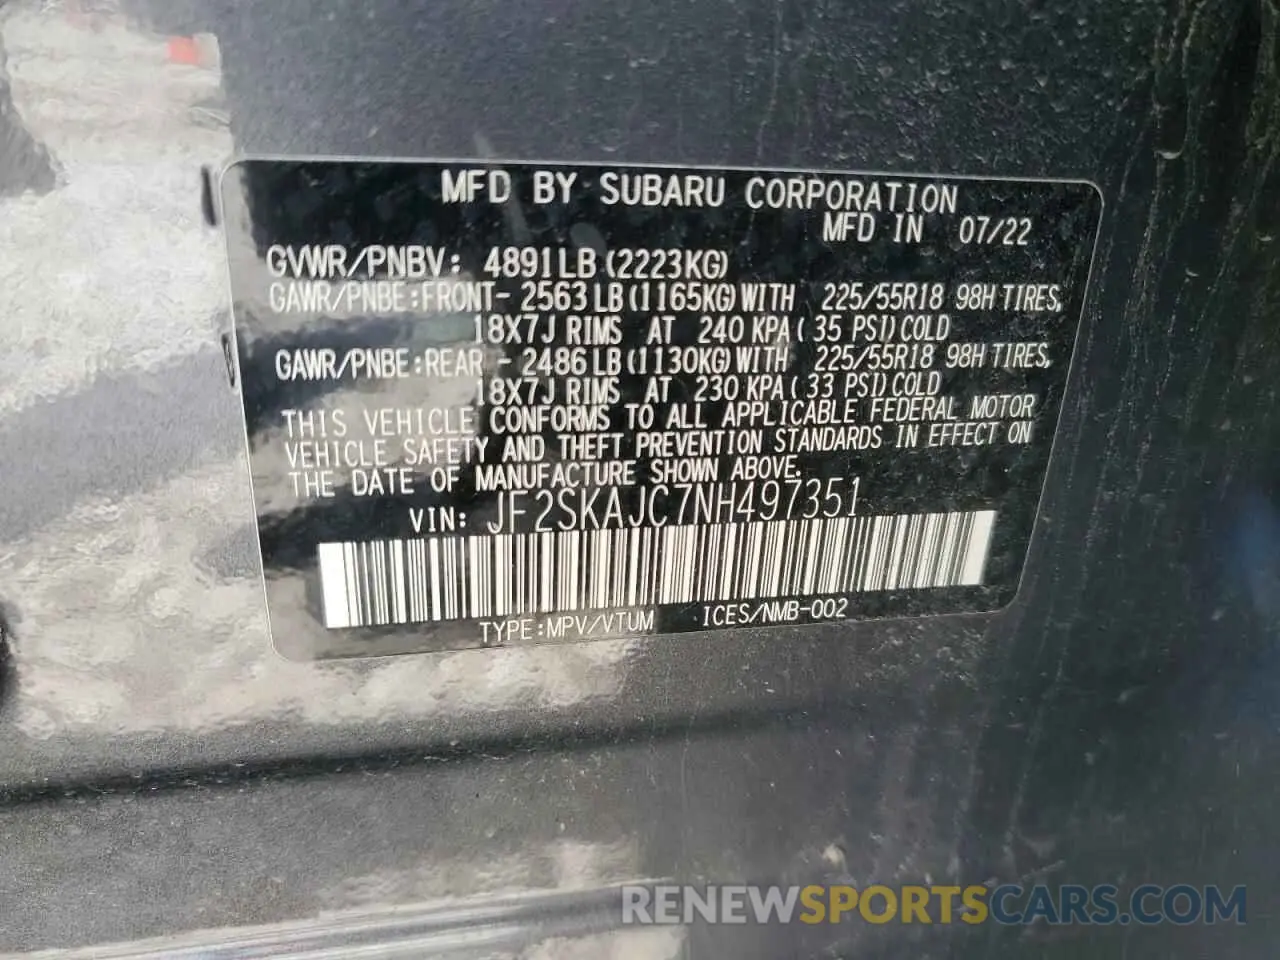 MFD BY SUBARU CORPORATION
MFD IN 07/22
GVWR/PNBV: 4891LB (2223KG)
GAWR/PNBE:FRONT- 2563LB (1165KG) WITH 225/55R18 98H TIRES,
18X7J RIMS AT 240 KPA ( 35 PSI) COLD
GAWR/PNBE:REAR - 2486LB (1130KG) WITH 225/55R18 98H TIRES,
18X7J RIMS AT 230 KPA ( 33 PSI) COLD
THIS VEHICLE CONFORMS TO ALL APPLICABLE FEDERAL MOTOR
VEHICLE SAFETY AND THEFT PREVENTION STANDARDS IN EFFECT ON
THE DATE OF MANUFACTURE SHOWN ABOVE.
VIN: JF2SKAJC7NH497351
TYPE:MPV/VTUM ICES/NMB-002
RENEWSPORTSCARS.COM